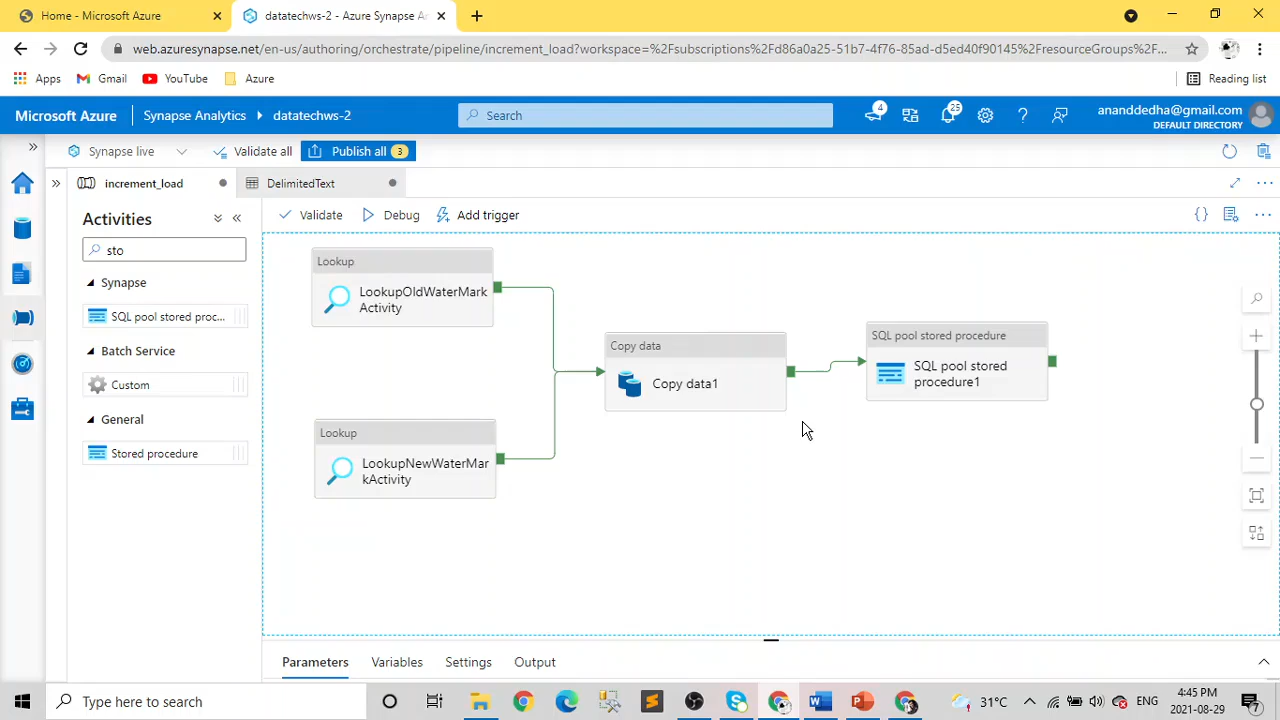 Home - Microsoft Azure
datatechws-2 - Azure Synapse An
web.azuresynapse.net/en-us/authoring/orchestrate/pipeline/increment_load?workspace=%2Fsubscriptions%2Fd86a0a25-51b7-4f76-85ad-d5ed40f90145%2FresourceGroups%2F...
Apps
Gmail
YouTube
Azure
Reading list
Microsoft Azure
Synapse Analytics
datatechws-2
Search
4
25
ananddedha@gmail.com
DEFAULT DIRECTORY
Synapse live
Validate all
Publish all
3
increment_load
DelimitedText
Activities
Validate
Debug
Add trigger
sto
Synapse
SQL pool stored proc...
Batch Service
Custom
General
Stored procedure
Lookup
LookupOldWaterMark
Activity
Lookup
LookupNewWaterMar
kActivity
Copy data
Copy data1
SQL pool stored procedure
SQL pool stored
procedure1
Parameters
Variables
Settings
Output
Type here to search
31°C
ENG
4:45 PM
2021-08-29
7